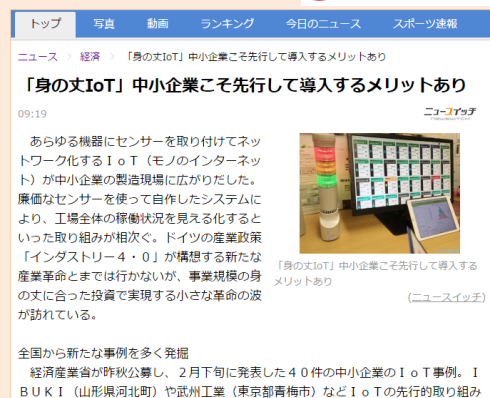 トップ 写真 動画 ランキング 今日のニュース スポーツ速報
ニュース > 経済 > 「身の丈IoT」中小企業こそ先行して導入するメリットあり
「身の丈IoT」中小企業こそ先行して導入するメリットあり
09:19
ニュースイッチ
あらゆる機器にセンサーを取り付けてネッ
トワーク化するＩｏＴ（モノのインターネッ
ト）が中小企業の製造現場に広がりだした。
廉価なセンサーを使って自作したシステムに
より、工場全体の稼働状況を見える化すると
いった取り組みが相次ぐ。ドイツの産業政策
「インダストリー４・０」が構想する新たな
産業革命とまでは行かないが、事業規模の身
の丈に合った投資で実現する小さな革命の波
が訪れている。
「身の丈IoT」中小企業こそ先行して導入する
メリットあり
(ニュースイッチ)
全国から新たな事例を多く発掘
経済産業省が昨秋公募し、２月下旬に発表した４０件の中小企業のＩｏＴ事例。Ｉ
ＢＵＫＩ（山形県河北町）や武州工業（東京都青梅市）などＩｏＴの先行的取り組み